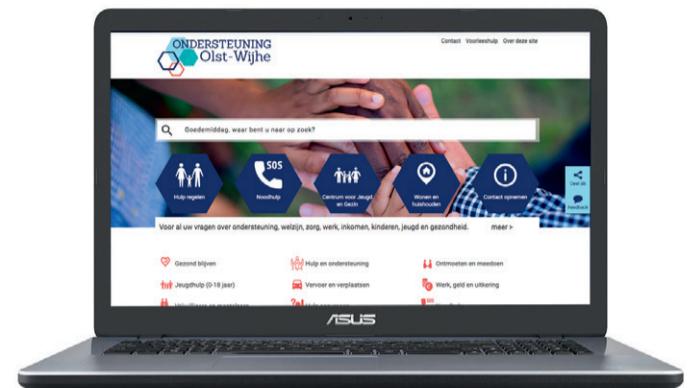 ONDERSTEUNING
Olst-Wijhe
Contact Voorleeshulp Over deze site
Goedemiddag, waar bent u naar op zoek?
SOS
Hulp regelen
Noodhulp
Centrum voor Jeugd
en Gezin
Wonen en
huishouden
Contact opnemen
Deel dit
Feedback
Voor al uw vragen over ondersteuning, welzijn, zorg, werk, inkomen, kinderen, jeugd en gezondheid. meer >
Gezond blijven
Hulp en ondersteuning
Ontmoeten en meedoen
Jeugdhulp (0-18 jaar)
Vervoer en verplaatsen
Werk, geld en uitkering
SOS
ASUS